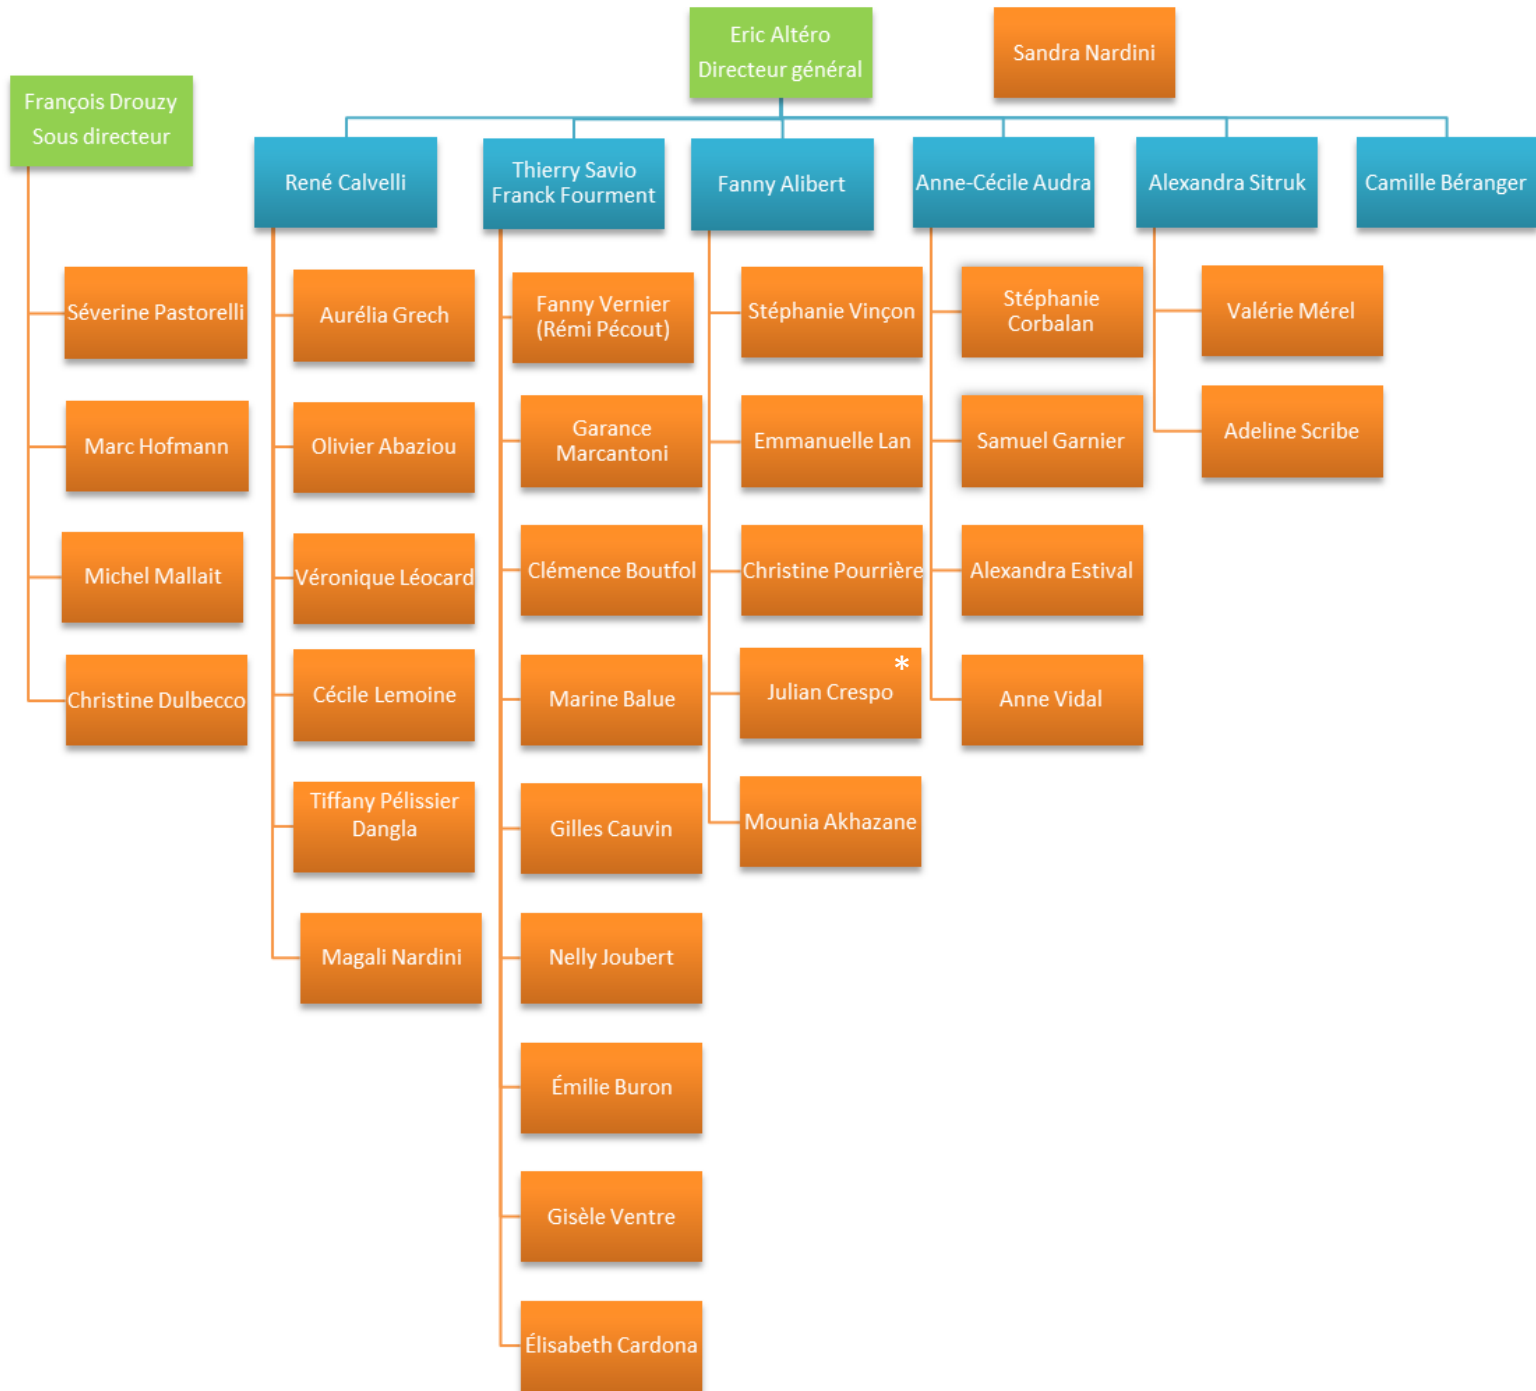 Eric Altéro
Directeur général
Sandra Nardini
François Drouzy
Sous directeur
René Calvelli
Thierry Savio
Franck Fourment
Fanny Alibert
Anne-Cécile Audra
Alexandra Sitruk
Camille Béranger
Séverine Pastorelli
Marc Hofmann
Michel Mallait
Christine Dulbecco
Aurélia Grech
Olivier Abaziou
Véronique Léocard
Cécile Lemoine
Tiffany Pélissier
Dangla
Magali Nardini
Fanny Vernier
(Rémi Pécout)
Garance
Marcantoni
Clémence Boutfol
Marine Balue
Gilles Cauvin
Nelly Joubert
Émilie Buron
Gisèle Ventre
Élisabeth Cardona
Stéphanie Vinçon
Emmanuelle Lan
Christine Pourrière
*
Julian Crespo
Mounia Akhazane
Stéphanie
Corbalan
Samuel Garnier
Alexandra Estival
Anne Vidal
Valérie Mérel
Adeline Scribe